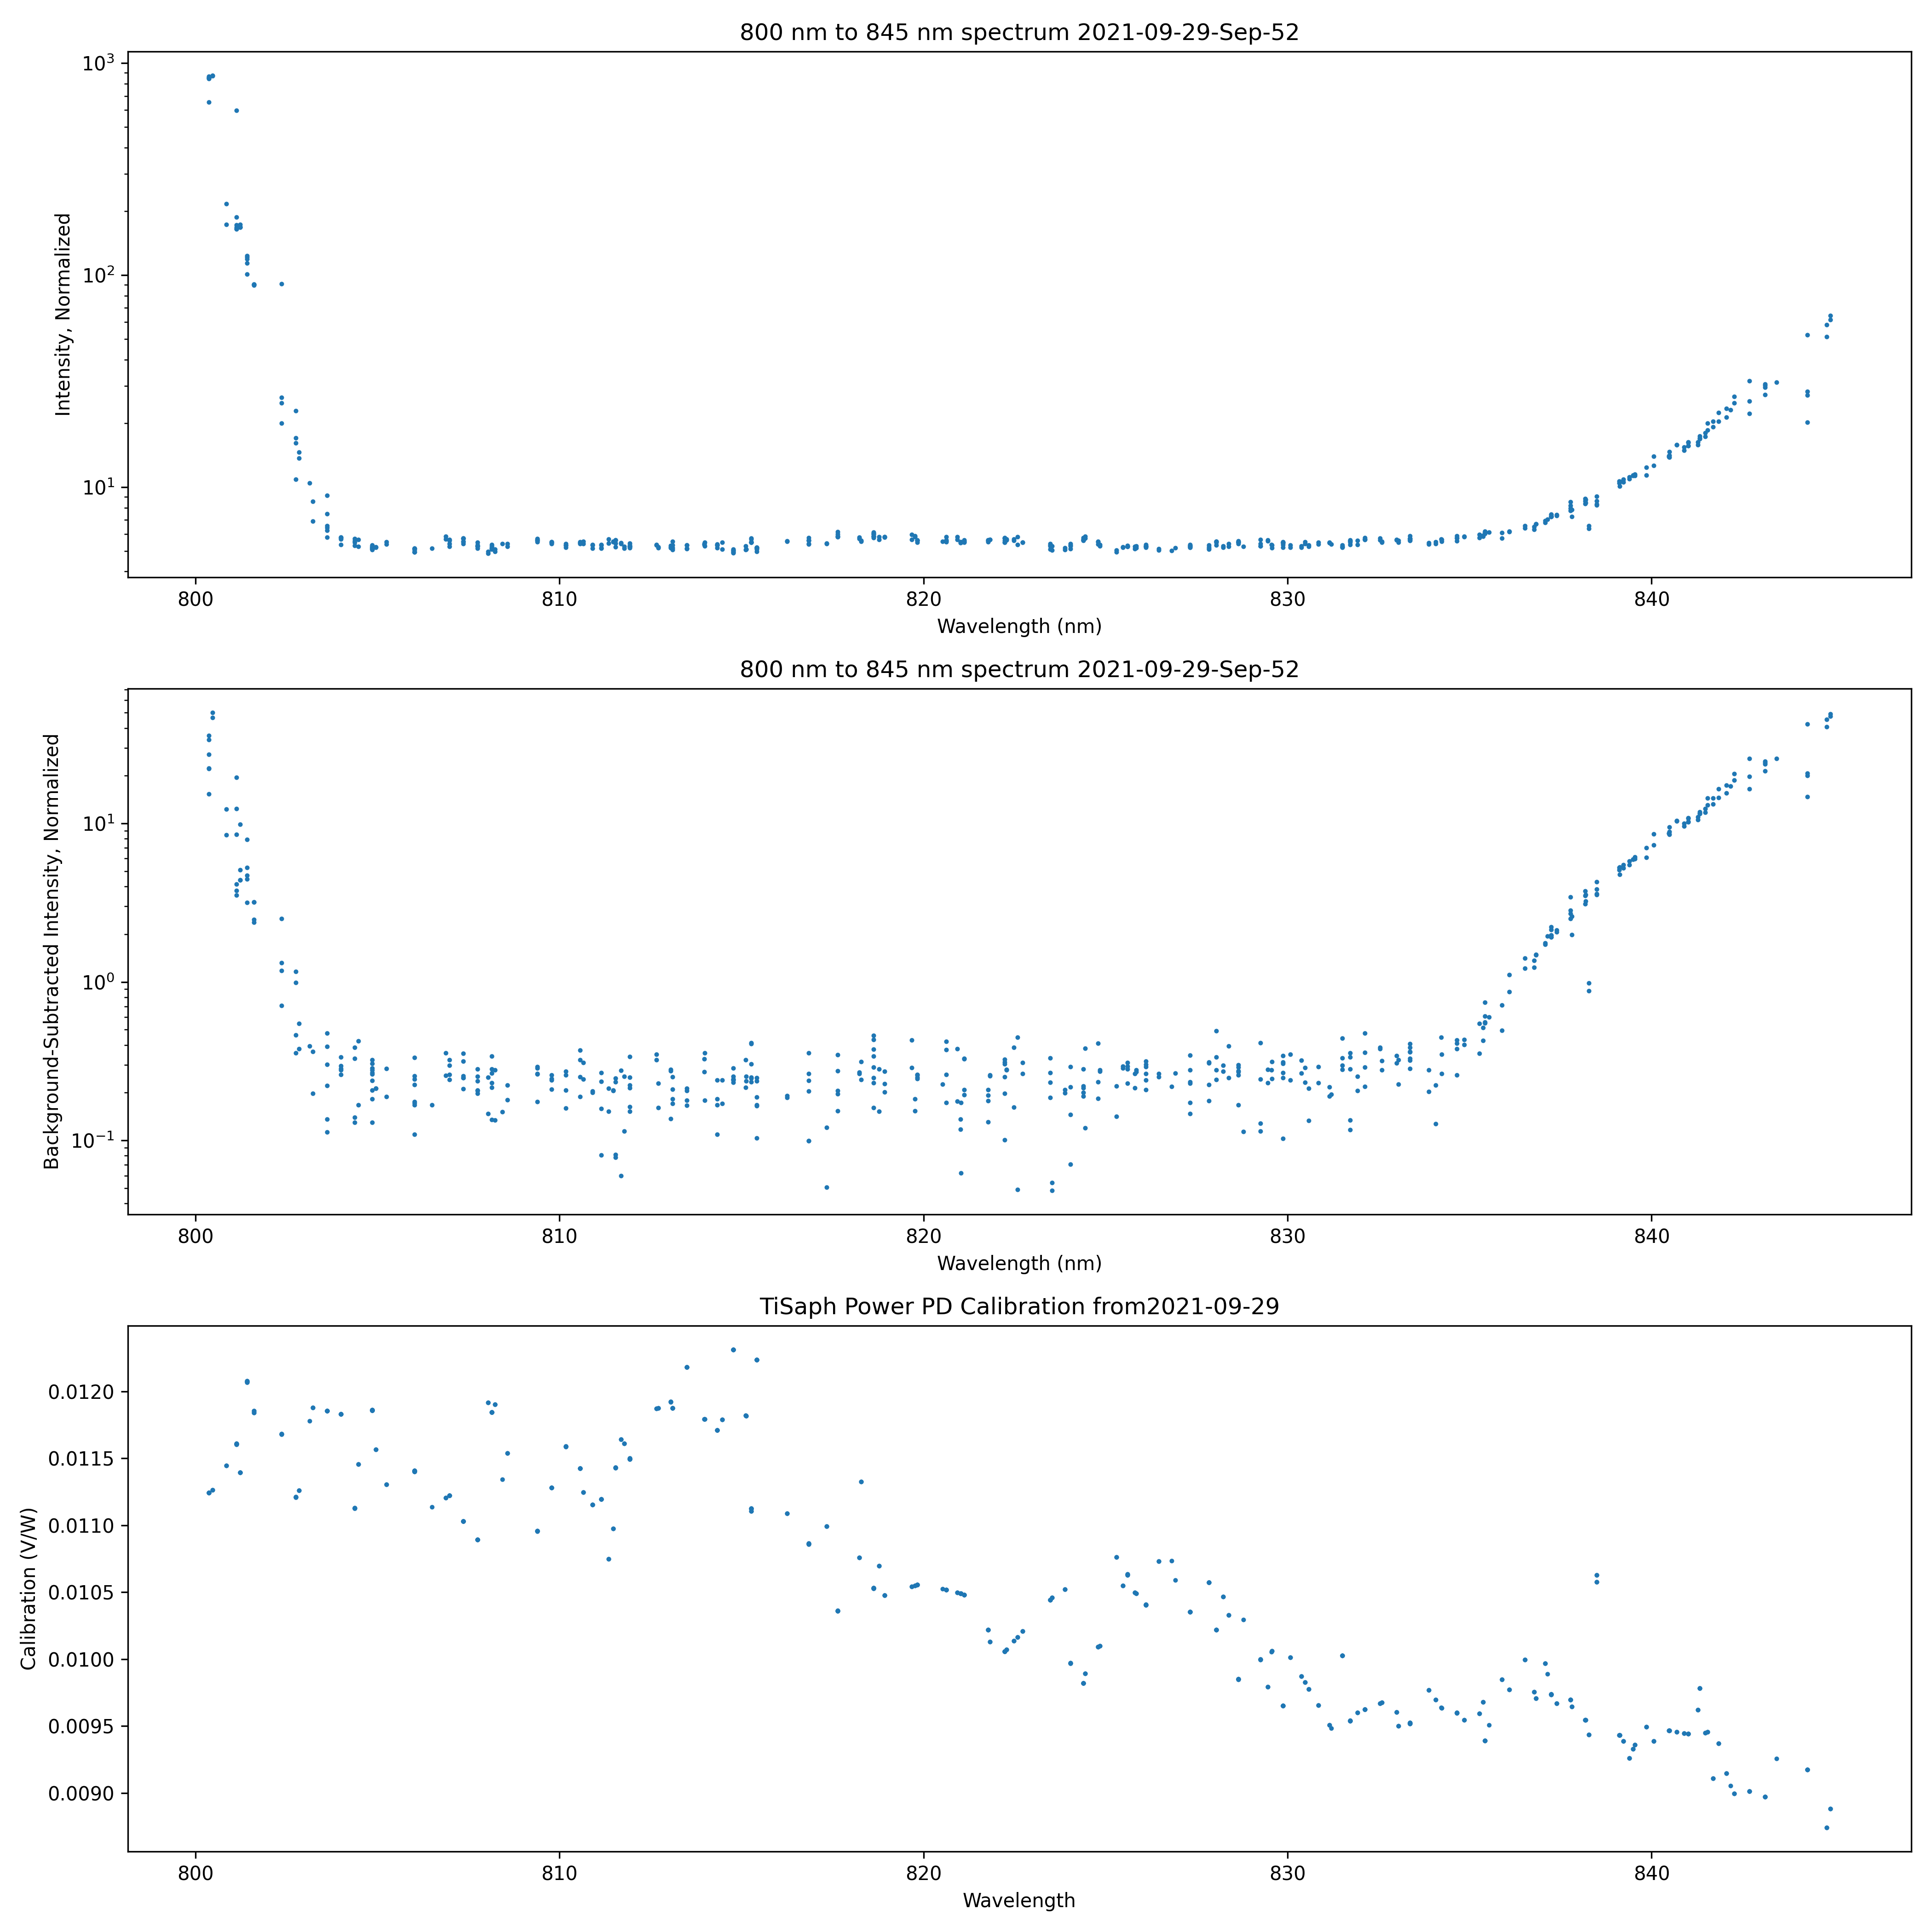 800 nm to 845 nm spectrum 2021-09-29-Sep-52
Intensity, Normalized
10³
10²
10¹
800 810 820 830 840
Wavelength (nm)
800 nm to 845 nm spectrum 2021-09-29-Sep-52
Background-Subtracted Intensity, Normalized
10¹
10⁰
10⁻¹
800 810 820 830 840
Wavelength (nm)
TiSaph Power PD Calibration from2021-09-29
Calibration (V/W)
0.0120
0.0115
0.0110
0.0105
0.0100
0.0095
0.0090
800 810 820 830 840
Wavelength